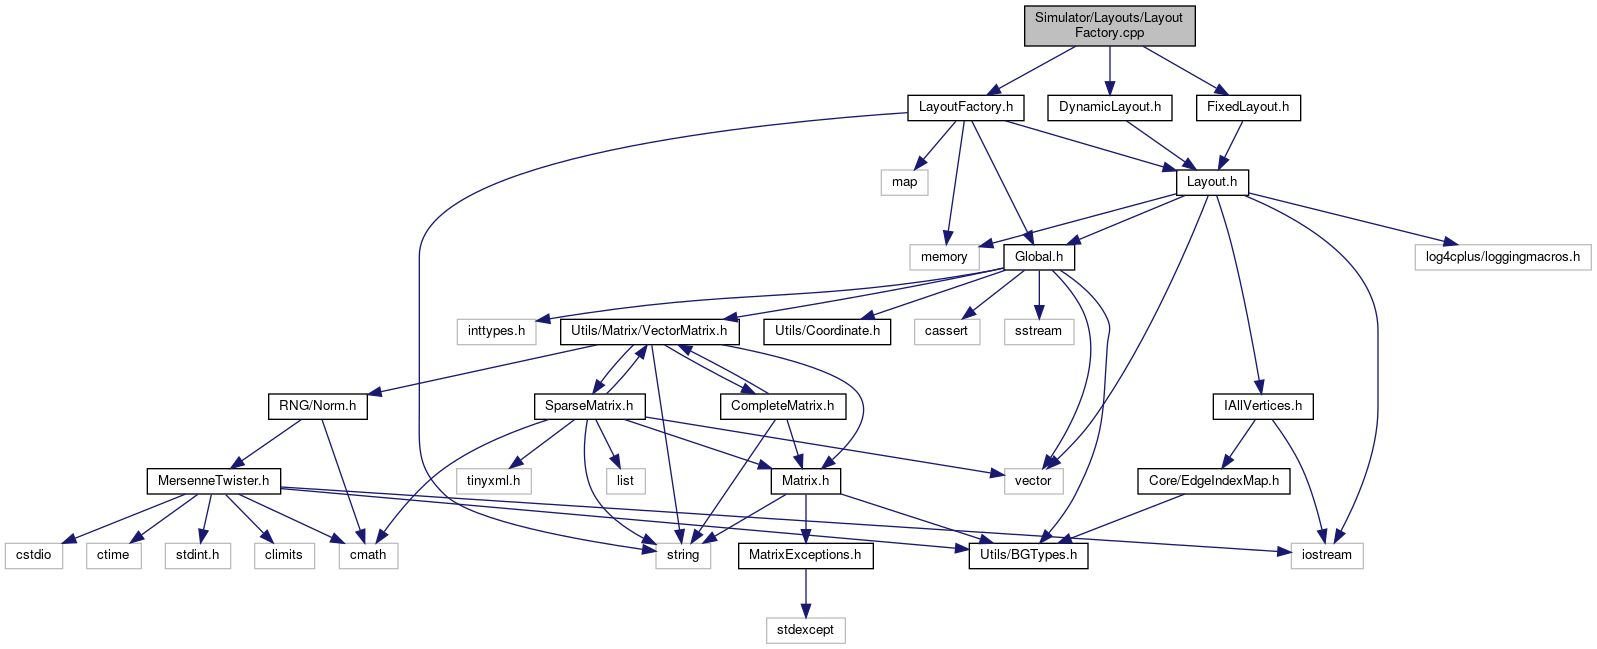 Simulator/Layouts/Layout
Factory.cpp
LayoutFactory.h
DynamicLayout.h
FixedLayout.h
map
Layout.h
memory
Global.h
log4cplus/loggingmacros.h
inttypes.h
Utils/Matrix/VectorMatrix.h
Utils/Coordinate.h
cassert
sstream
RNG/Norm.h
SparseMatrix.h
CompleteMatrix.h
IAllVertices.h
MersenneTwister.h
tinyxml.h
list
Matrix.h
vector
Core/EdgeIndexMap.h
cstdio
ctime
stdint.h
climits
cmath
string
MatrixExceptions.h
Utils/BGTypes.h
iostream
stdexcept